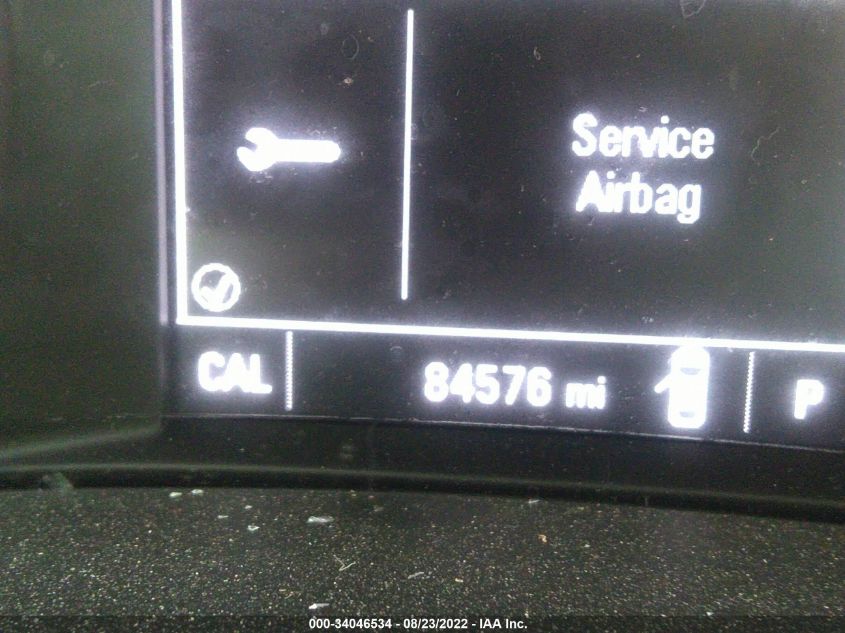 Service
Airbag
CAL
84576 mi
P
000-34046534 - 08/23/2022 - IAA Inc.